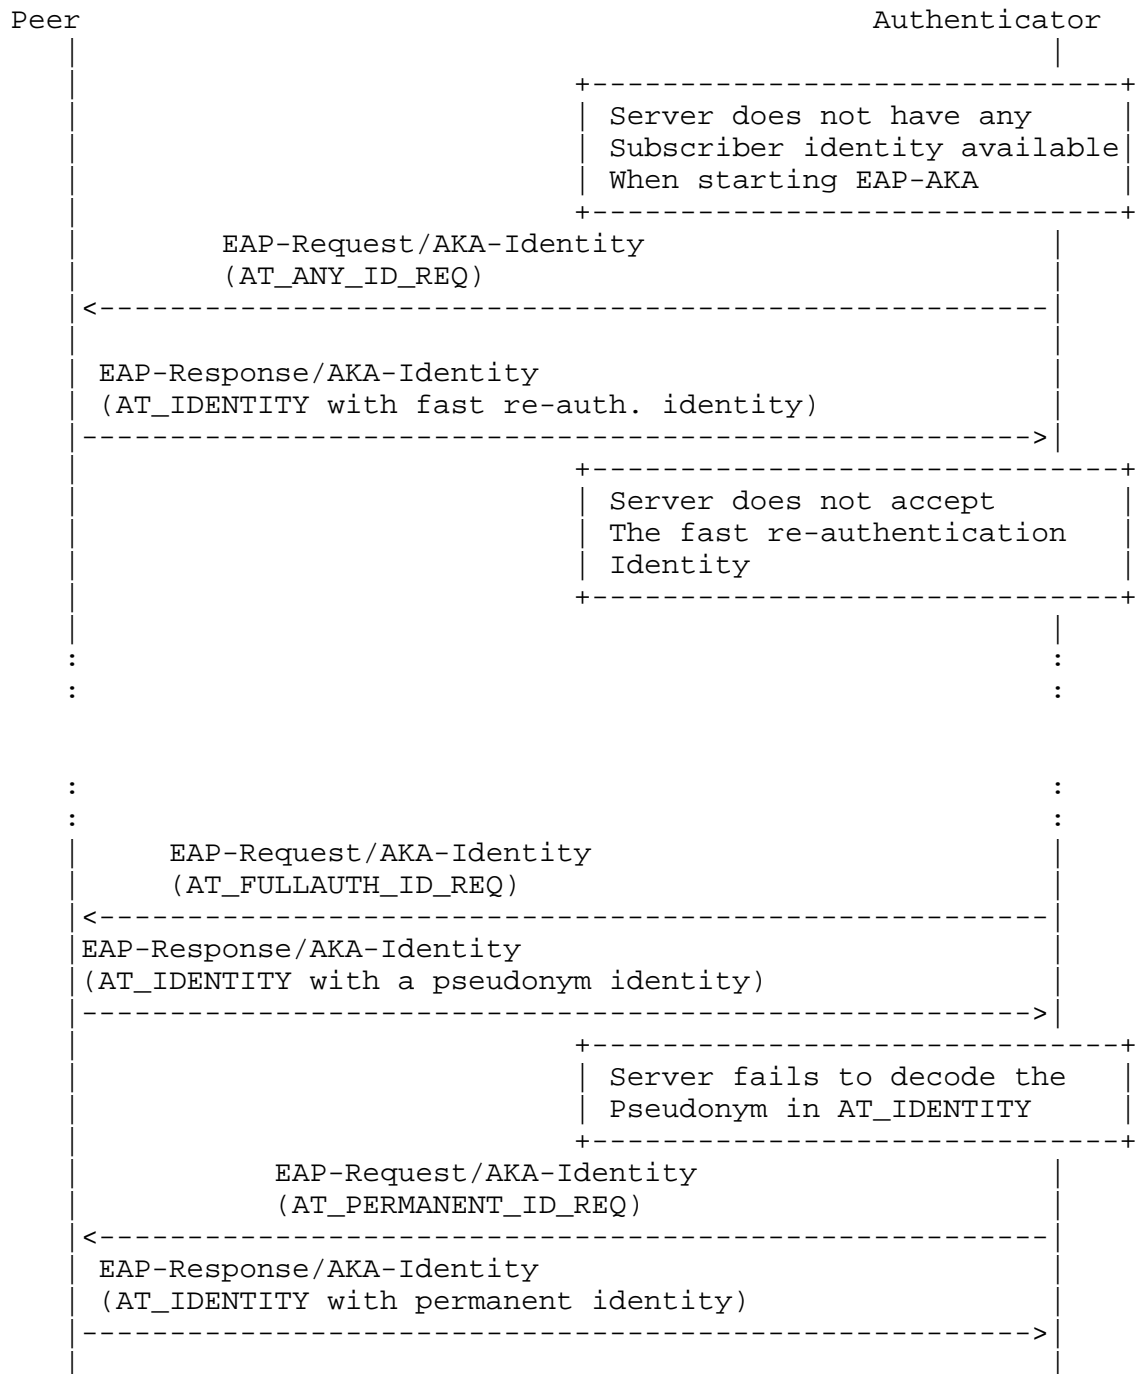 Peer Authenticator
Server does not have any
Subscriber identity available
When starting EAP-AKA
EAP-Request/AKA-Identity
(AT_ANY_ID_REQ)
EAP-Response/AKA-Identity
(AT_IDENTITY with fast re-auth. identity)
Server does not accept
The fast re-authentication
Identity
EAP-Request/AKA-Identity
(AT_FULLAUTH_ID_REQ)
EAP-Response/AKA-Identity
(AT_IDENTITY with a pseudonym identity)
Server fails to decode the
Pseudonym in AT_IDENTITY
EAP-Request/AKA-Identity
(AT_PERMANENT_ID_REQ)
EAP-Response/AKA-Identity
(AT_IDENTITY with permanent identity)